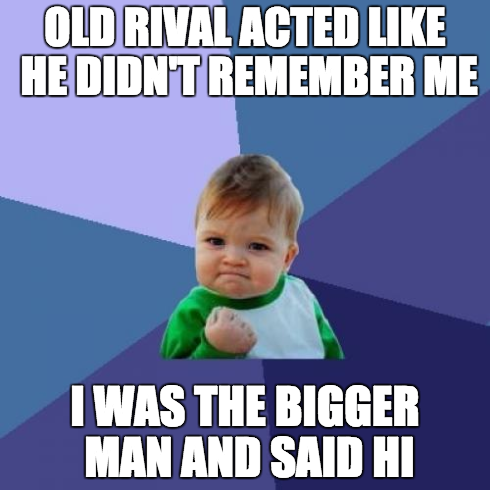 OLD RIVAL ACTED LIKE
HE DIDN'T REMEMBER ME
I WAS THE BIGGER
MAN AND SAID HI